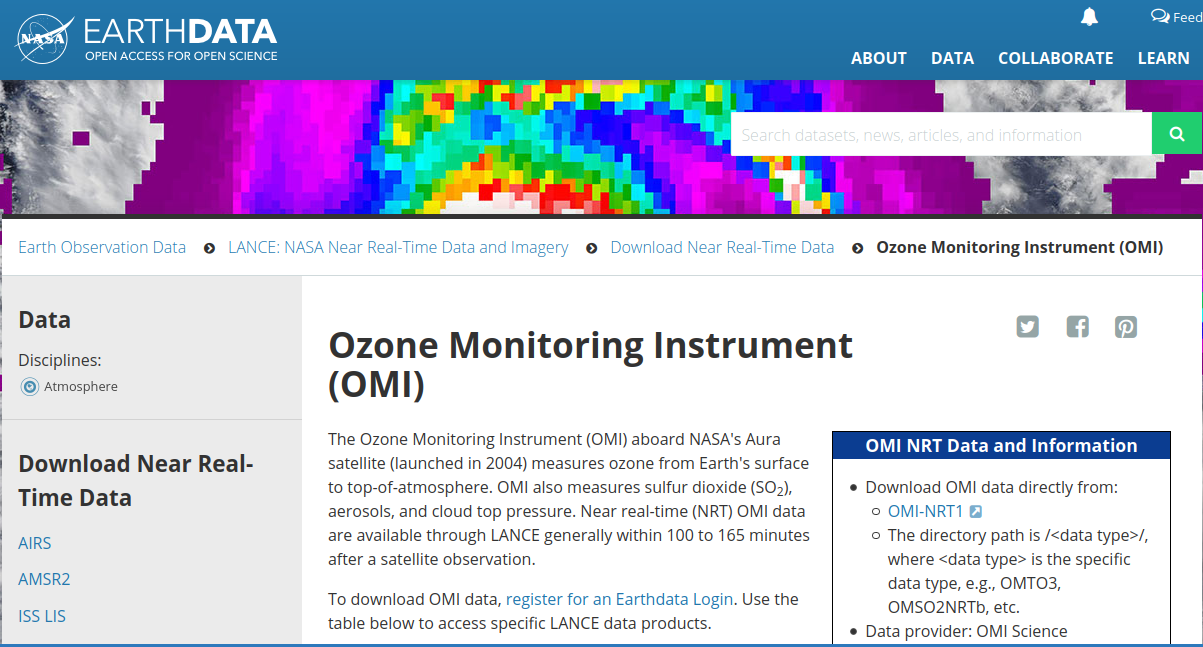 NASA
EARTHDATA
OPEN ACCESS FOR OPEN SCIENCE
Feed
ABOUT DATA COLLABORATE LEARN
Search datasets, news, articles, and information
Earth Observation Data LANCE: NASA Near Real-Time Data and Imagery Download Near Real-Time Data Ozone Monitoring Instrument (OMI)
Data
Disciplines:
Atmosphere
Download Near Real-
Time Data
AIRS
AMSR2
ISS LIS
Ozone Monitoring Instrument
(OMI)
The Ozone Monitoring Instrument (OMI) aboard NASA's Aura
satellite (launched in 2004) measures ozone from Earth's surface
to top-of-atmosphere. OMI also measures sulfur dioxide (SO2),
aerosols, and cloud top pressure. Near real-time (NRT) OMI data
are available through LANCE generally within 100 to 165 minutes
after a satellite observation.
To download OMI data, register for an Earthdata Login. Use the
table below to access specific LANCE data products.
OMI NRT Data and Information
Download OMI data directly from:
OMI-NRT1
The directory path is /<data type>/,
where <data type> is the specific
data type, e.g., OMTO3,
OMSO2NRTb, etc.
Data provider: OMI Science